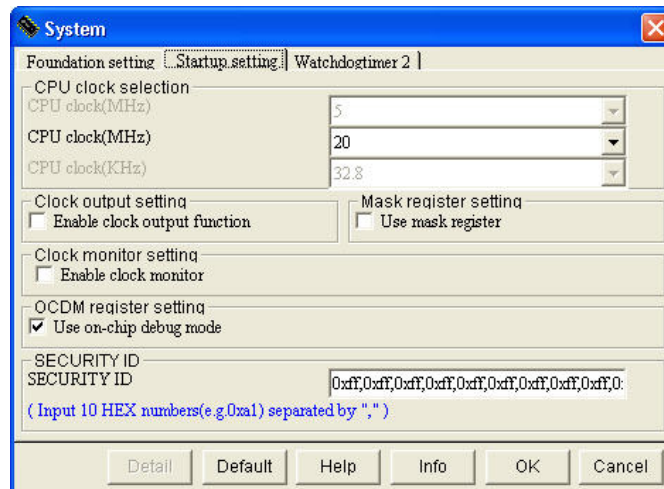 System
Foundation setting Startup setting Watchdogtimer 2
CPU clock selection
CPU clock(MHz) 5
CPU clock(MHz) 20
CPU clock(KHz) 32.8
Clock output setting Mask register setting
Enable clock output function Use mask register
Clock monitor setting
Enable clock monitor
OCDM register setting
Use on-chip debug mode
SECURITY ID
SECURITY ID 0xff,0xff,0xff,0xff,0xff,0xff,0xff,0xff,0xff,0:
( Input 10 HEX numbers(e.g.0xa1) separated by "," )
Detail Default Help Info OK Cancel